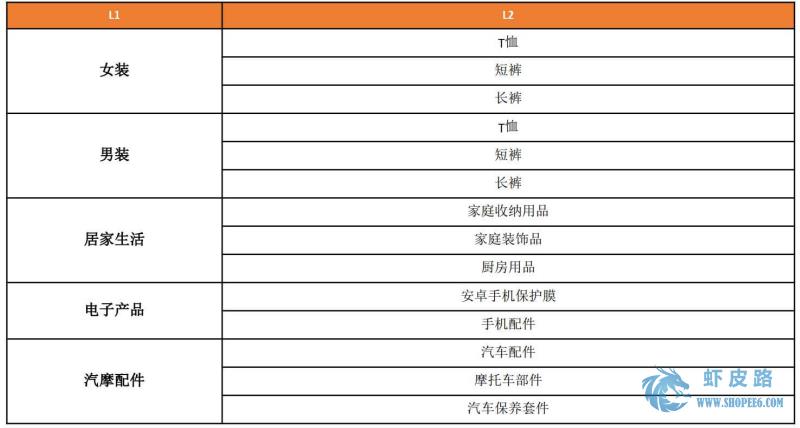 L1 L2
女装 T恤
短裤
长裤
男装 T恤
短裤
长裤
居家生活 家庭收纳用品
家庭装饰品
厨房用品
电子产品 安卓手机保护膜
手机配件
汽摩配件 汽车配件
摩托车部件
汽车保养套件
虾皮路
WWW.SHOPEE6.COM